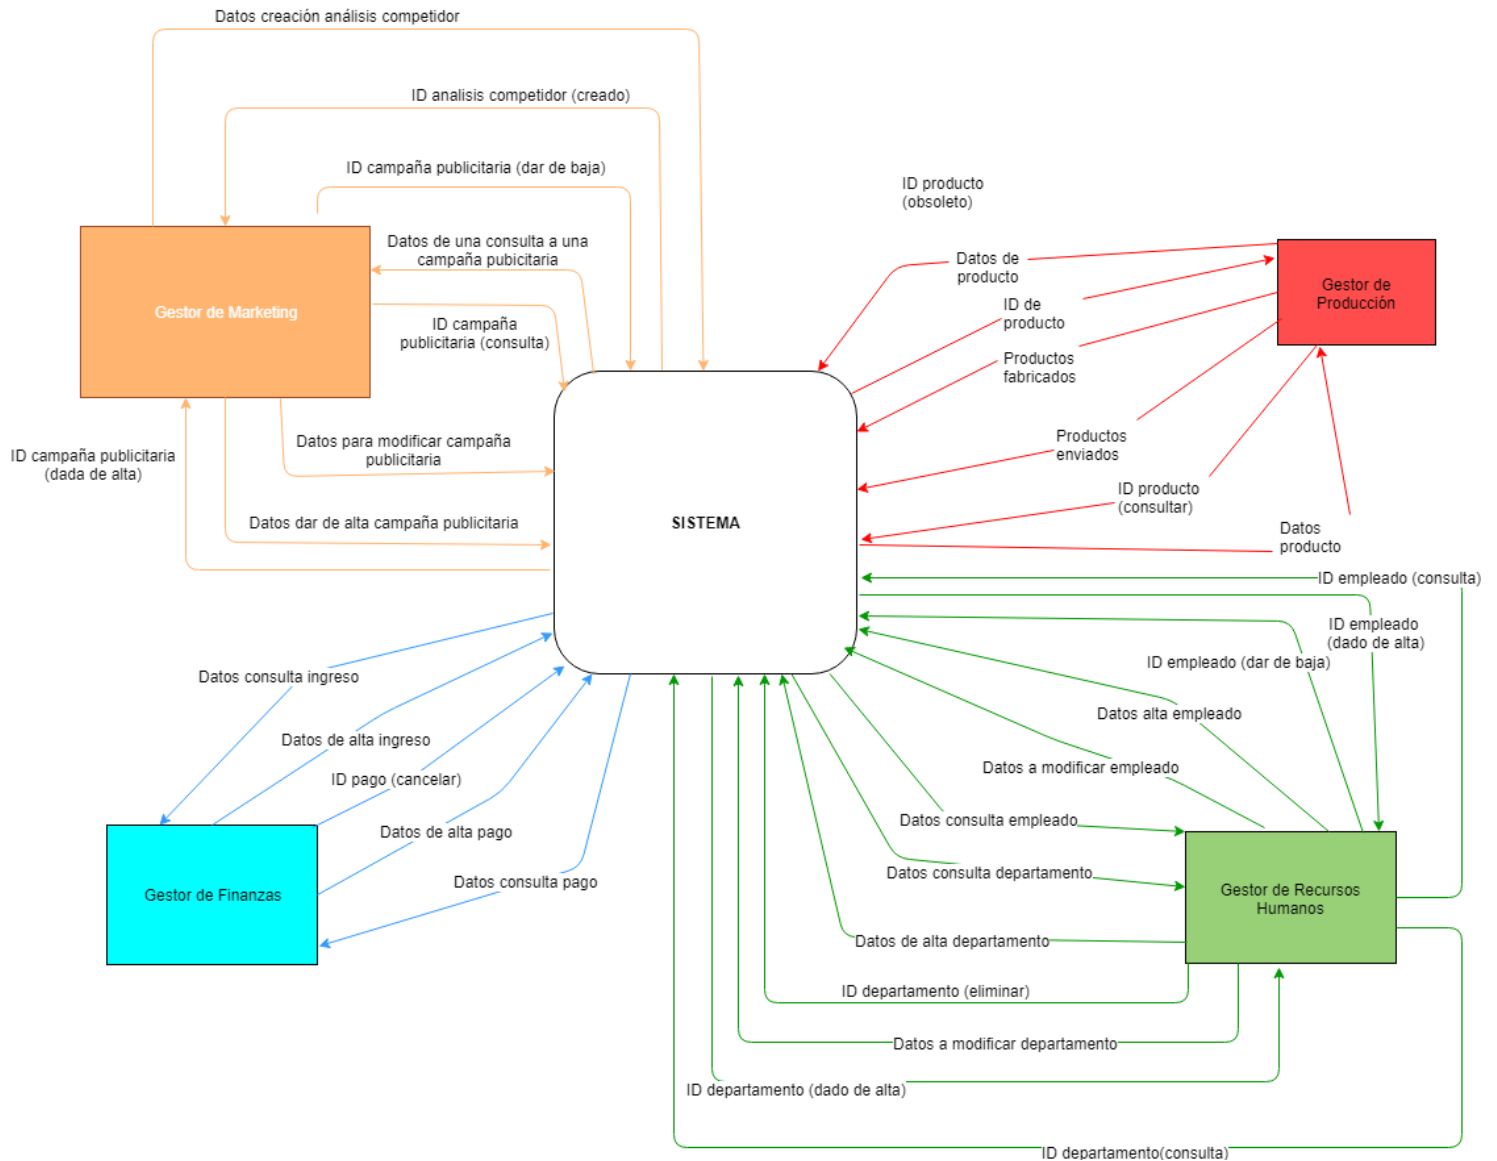 Datos creación análisis competidor
ID analisis competidor (creado)
ID campaña publicitaria (dar de baja)
ID producto
(obsoleto)
Datos de una consulta a una
campaña pubicitaria
Datos de
producto
Gestor de Marketing
Gestor de
Producción
ID de
producto
ID campaña
publicitaria (consulta)
Productos
fabricados
Datos para modificar campaña
publicitaria
Productos
enviados
ID campaña publicitaria
(dada de alta)
ID producto
(consultar)
Datos dar de alta campaña publicitaria
SISTEMA
Datos
producto
ID empleado (consulta)
ID empleado
(dado de alta)
ID empleado (dar de baja)
Datos consulta ingreso
Datos alta empleado
Datos de alta ingreso
Datos a modificar empleado
ID pago (cancelar)
Datos consulta empleado
Datos de alta pago
Datos consulta departamento
Datos consulta pago
Gestor de Finanzas
Gestor de Recursos
Humanos
Datos de alta departamento
ID departamento (eliminar)
Datos a modificar departamento
ID departamento (dado de alta)
ID departamento(consulta)